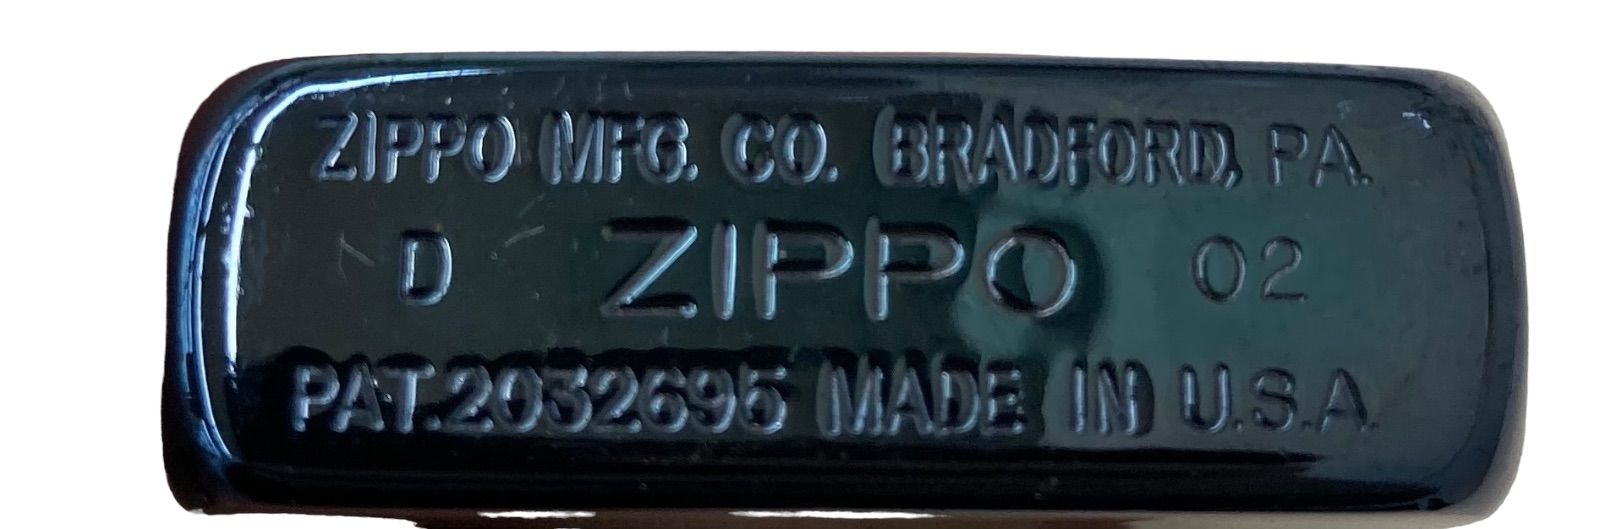 ZIPPO MFG. CO. BRADFORD, PA.
D ZIPPO 02
PAT.2032695 MADE IN U.S.A.